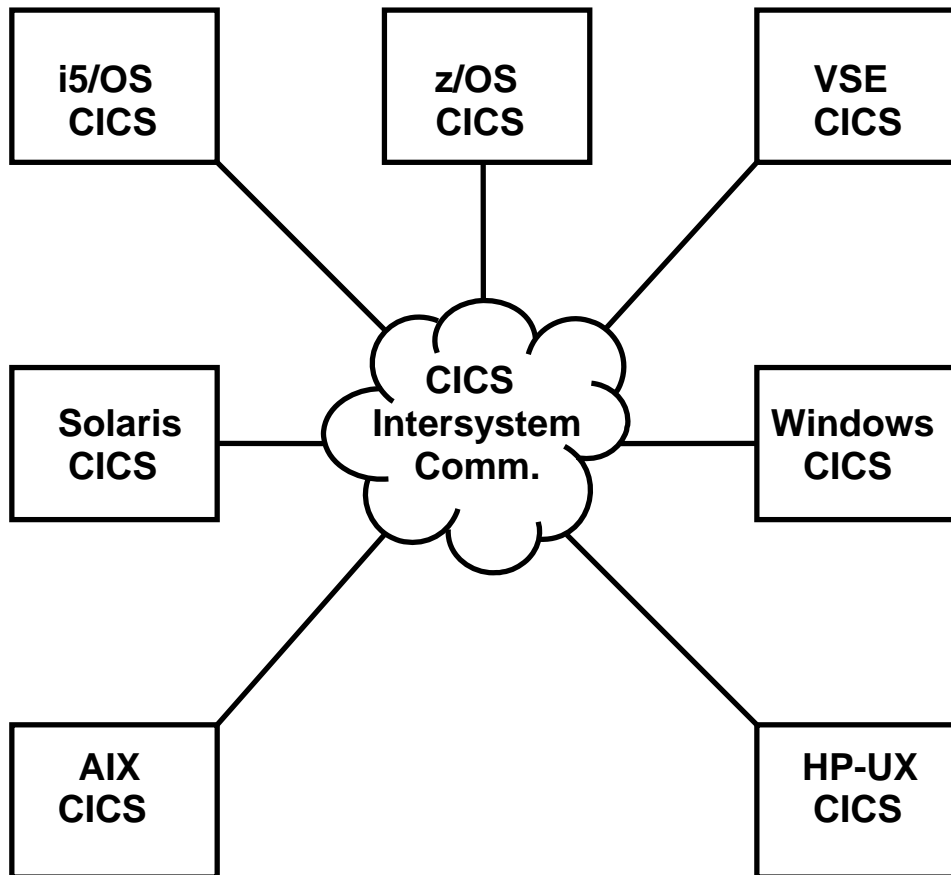 i5/OS
CICS
z/OS
CICS
VSE
CICS
CICS
Intersystem
Comm.
Solaris
CICS
Windows
CICS
AIX
CICS
HP-UX
CICS